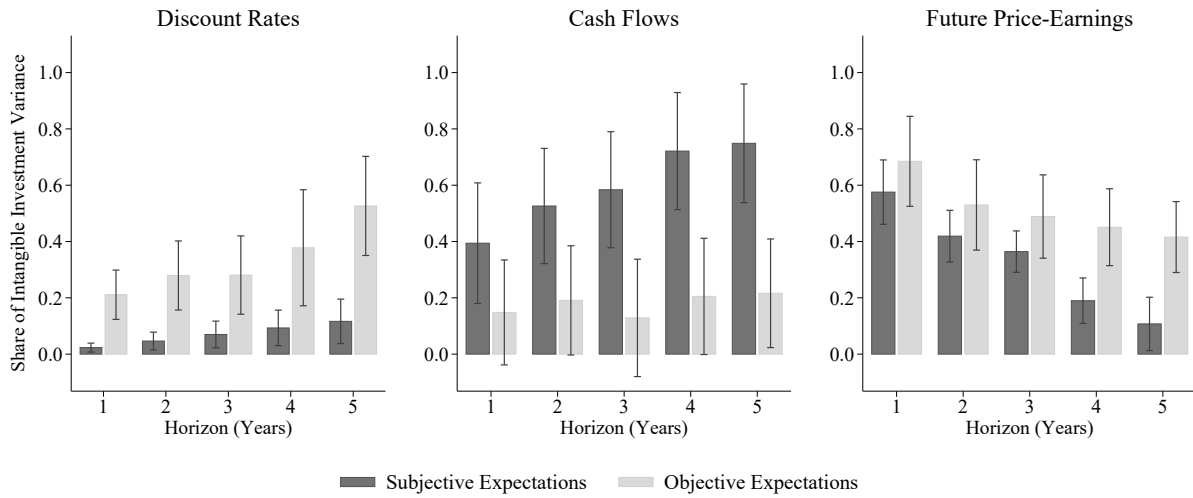 Discount Rates
Cash Flows
Future Price-Earnings
Share of Intangible Investment Variance
1.0
0.8
0.6
0.4
0.2
0.0
1 2 3 4 5
Horizon (Years)
1.0
0.8
0.6
0.4
0.2
0.0
1 2 3 4 5
Horizon (Years)
1.0
0.8
0.6
0.4
0.2
0.0
1 2 3 4 5
Horizon (Years)
Subjective Expectations
Objective Expectations